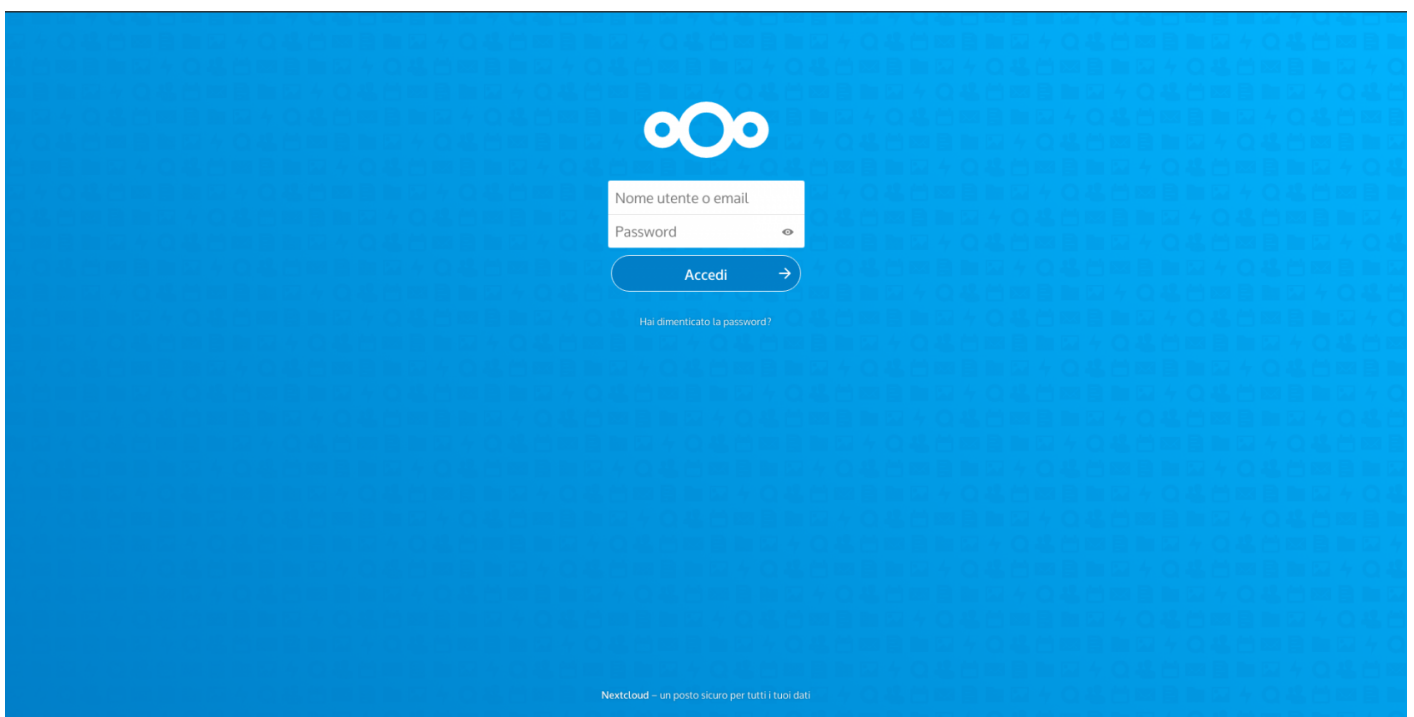 Nome utente o email
Password
Accedi
Hai dimenticato la password?
Nextcloud – un posto sicuro per tutti i tuoi dati